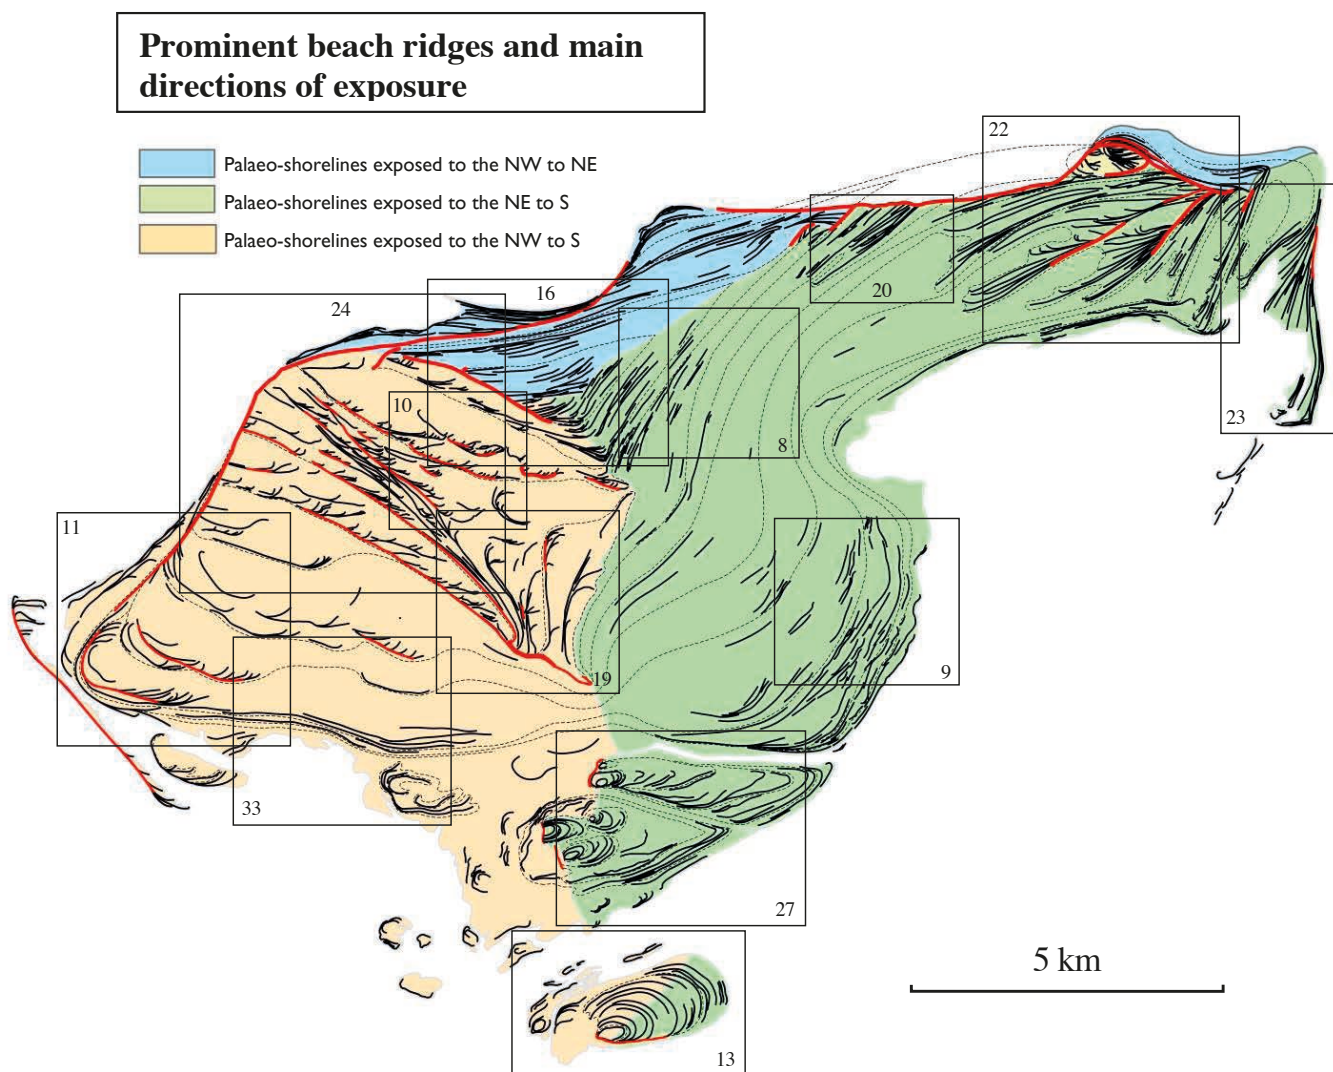 Prominent beach ridges and main
directions of exposure
Palaeo-shorelines exposed to the NW to NE
Palaeo-shorelines exposed to the NE to S
Palaeo-shorelines exposed to the NW to S
22
20
16
24
23
10
8
11
19
9
33
27
5 km
13